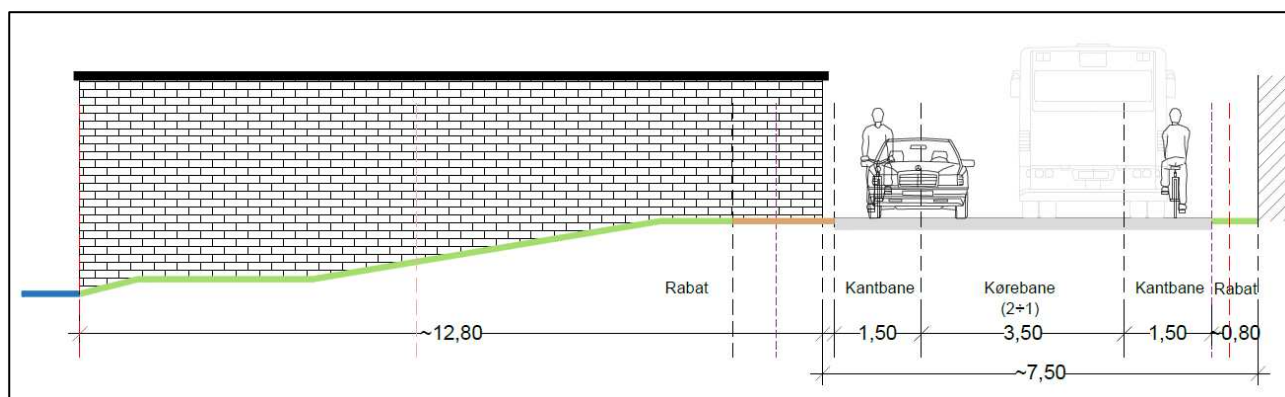 Rabat
Kantbane
Kørebane
(2÷1)
Kantbane
Rabat
~12,80
1,50
3,50
1,50
~0,80
~7,50